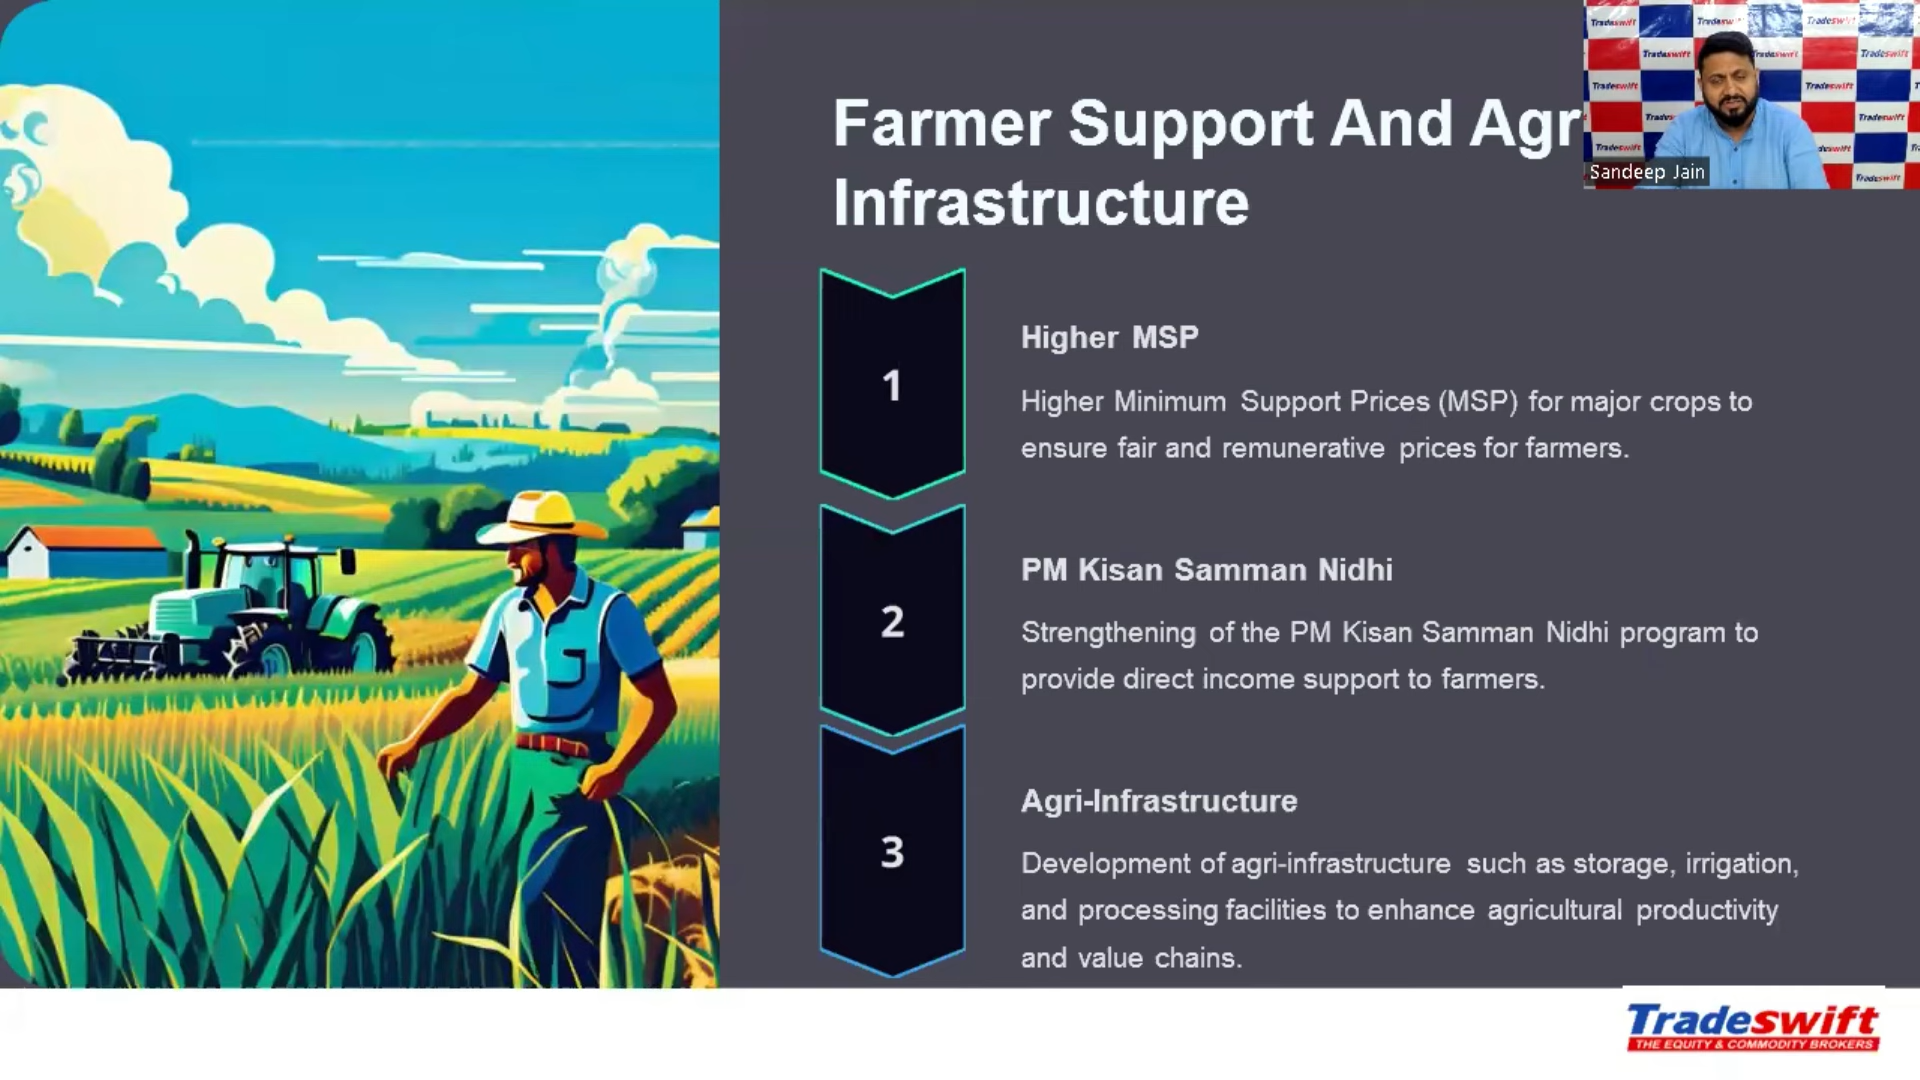 Farmer Support And Agr
Infrastructure
Tradeswift
Sandeep Jain
1
Higher MSP
Higher Minimum Support Prices (MSP) for major crops to
ensure fair and remunerative prices for farmers.
2
PM Kisan Samman Nidhi
Strengthening of the PM Kisan Samman Nidhi program to
provide direct income support to farmers.
3
Agri-Infrastructure
Development of agri-infrastructure such as storage, irrigation,
and processing facilities to enhance agricultural productivity
and value chains.
Tradeswift
THE EQUITY & COMMODITY BROKERS